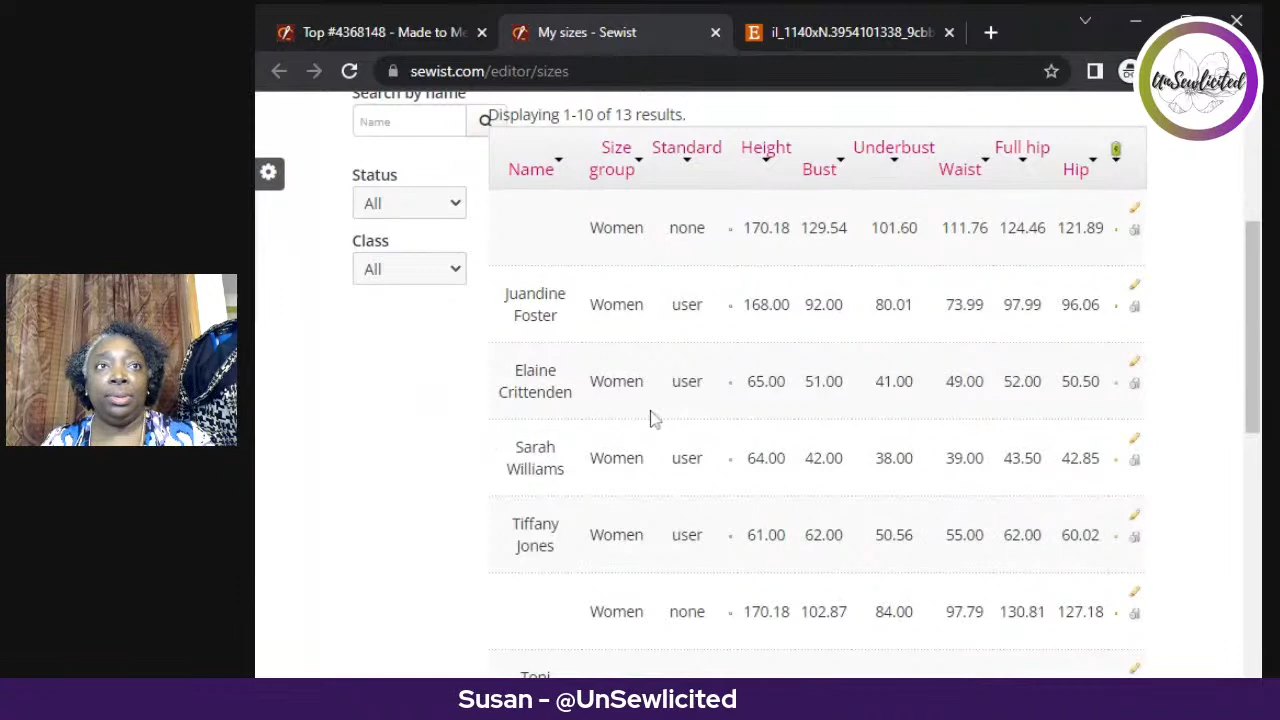 Top #4368148 - Made to Me
My sizes - Sewist
il_1140xN.3954101338_9cbb
sewist.com/editor/sizes
UnSewlicited
Search by name
Name
Status
All
Class
All
Displaying 1-10 of 13 results.
Name Size group Standard Height Bust Underbust Waist Full hip Hip
Women none 170.18 129.54 101.60 111.76 124.46 121.89
Juandine Foster Women user 168.00 92.00 80.01 73.99 97.99 96.06
Elaine Crittenden Women user 65.00 51.00 41.00 49.00 52.00 50.50
Sarah Williams Women user 64.00 42.00 38.00 39.00 43.50 42.85
Tiffany Jones Women user 61.00 62.00 50.56 55.00 62.00 60.02
Women none 170.18 102.87 84.00 97.79 130.81 127.18
Toni
Susan - @UnSewlicited